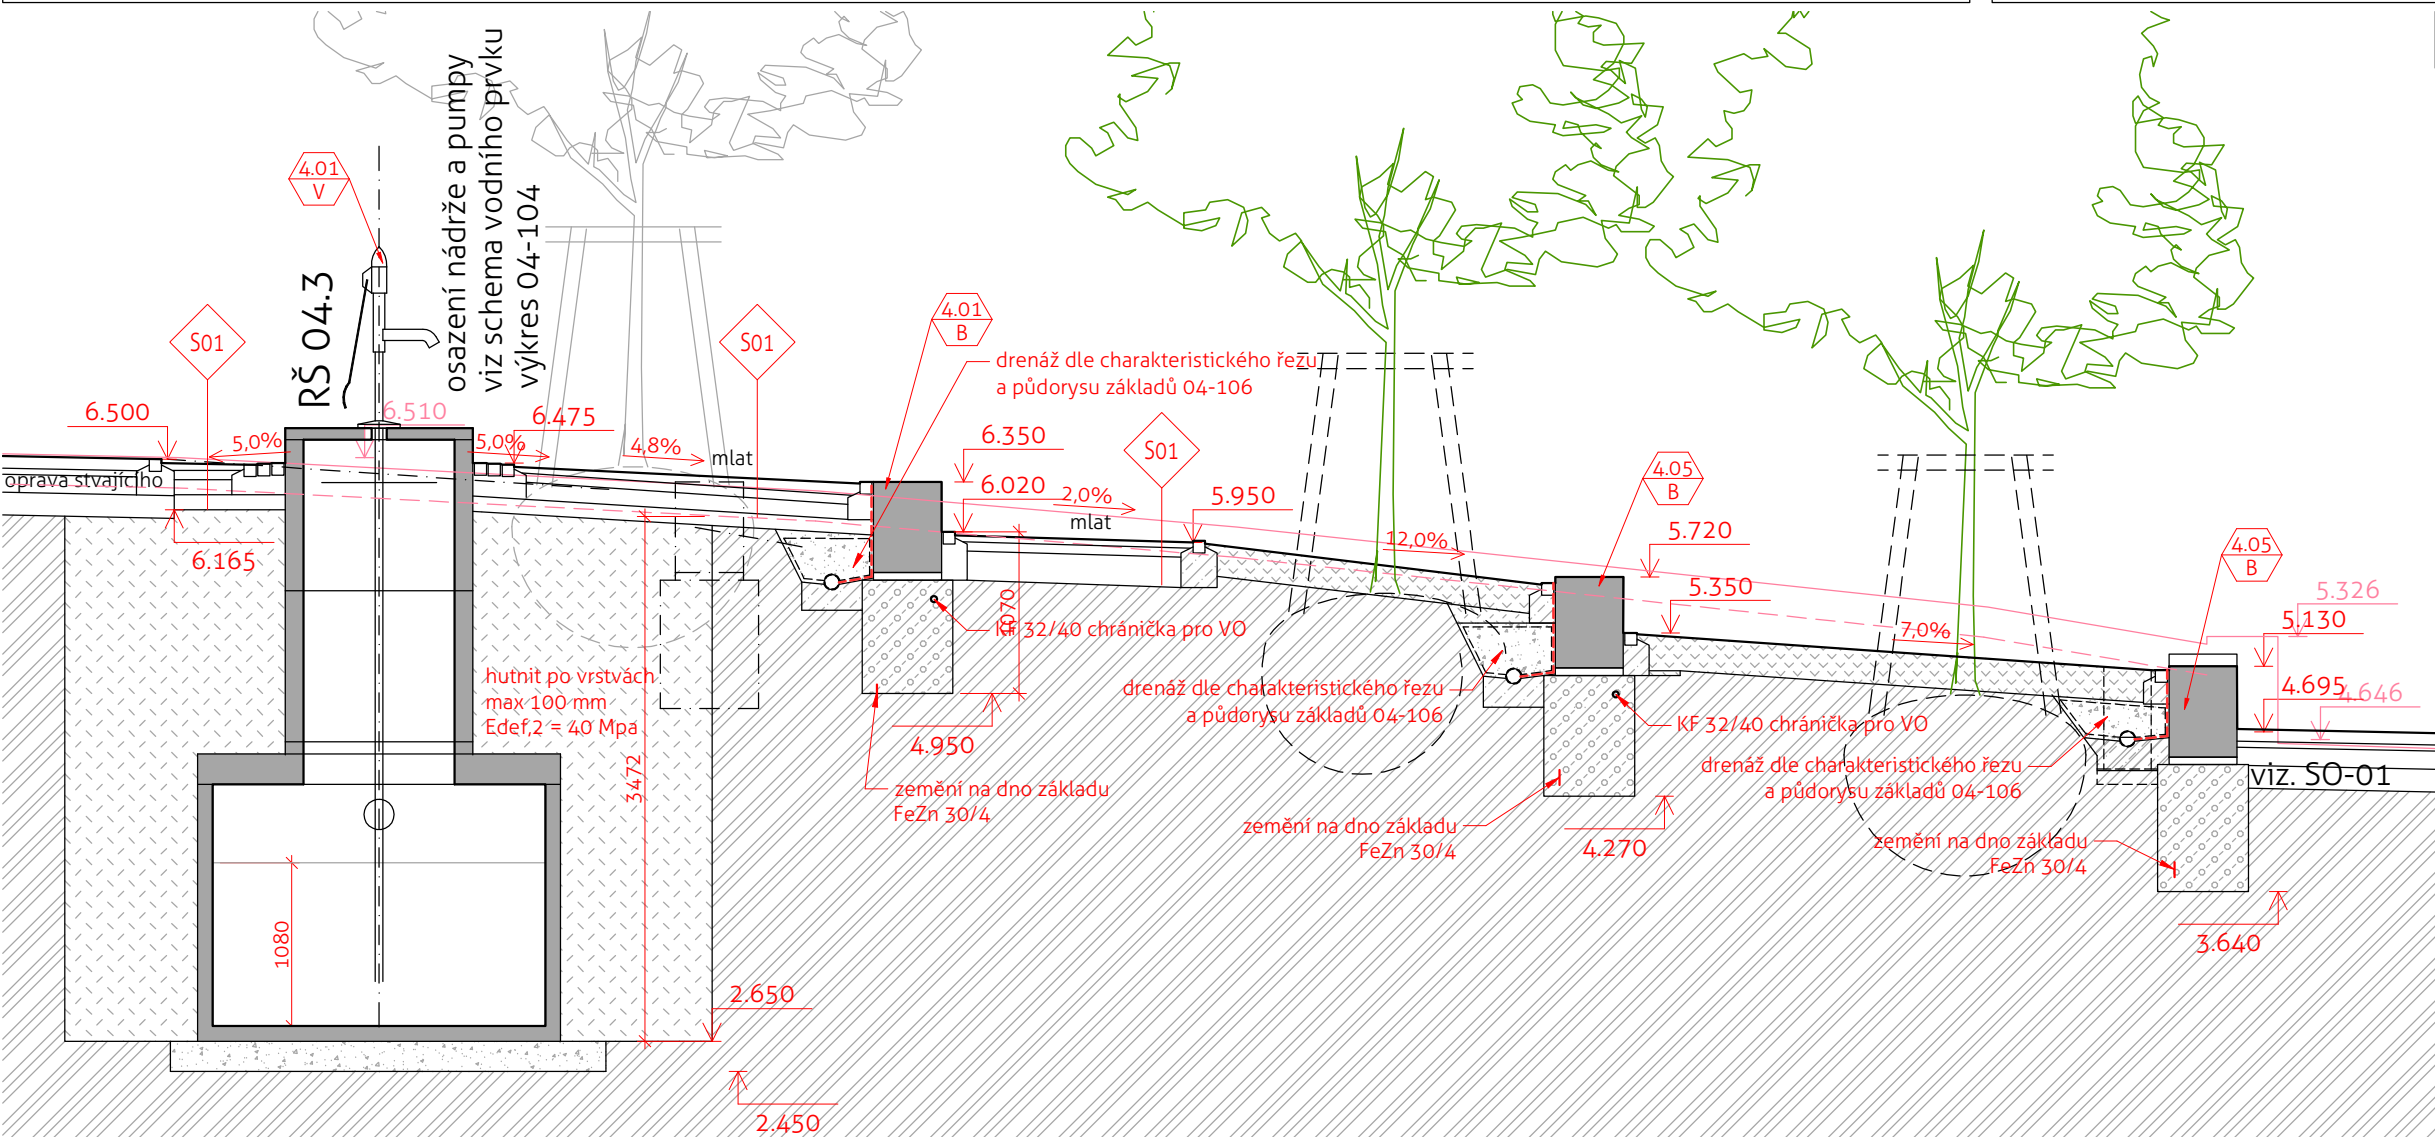 osazení nádrže a pumpy
viz schema vodního prvku
výkres 04-104
RŠ 04.3
4.01
V
S01
S01
4.01
B
drenáž dle charakteristického řezu
a půdorysu základů 04-106
6.500
6.510
6.475
5,0%
5,0%
4,8%
mlat
oprava stvajícího
6.165
6.350
6.020
2,0%
mlat
S01
5.950
12,0%
4.05
B
5.720
5.350
4.05
B
5.326
5.130
7,0%
4.695
4.646
1070
KF 32/40 chránička pro VO
hutnit po vrstvách
max 100 mm
Edef,2 = 40 Mpa
3472
4.950
zemění na dno základu
FeZn 30/4
drenáž dle charakteristického řezu
a půdorysu základů 04-106
KF 32/40 chránička pro VO
drenáž dle charakteristického řezu
a půdorysu základů 04-106
viz. SO-01
zemění na dno základu
FeZn 30/4
4.270
zemění na dno základu
FeZn 30/4
3.640
1080
2.650
2.450